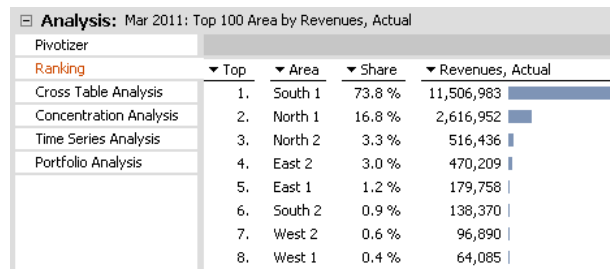 Analysis: Mar 2011: Top 100 Area by Revenues, Actual
Pivotizer
Ranking
Cross Table Analysis
Concentration Analysis
Time Series Analysis
Portfolio Analysis
Top Area Share Revenues, Actual
1. South 1 73.8 % 11,506,983
2. North 1 16.8 % 2,616,952
3. North 2 3.3 % 516,436
4. East 2 3.0 % 470,209
5. East 1 1.2 % 179,758
6. South 2 0.9 % 138,370
7. West 2 0.6 % 96,890
8. West 1 0.4 % 64,085